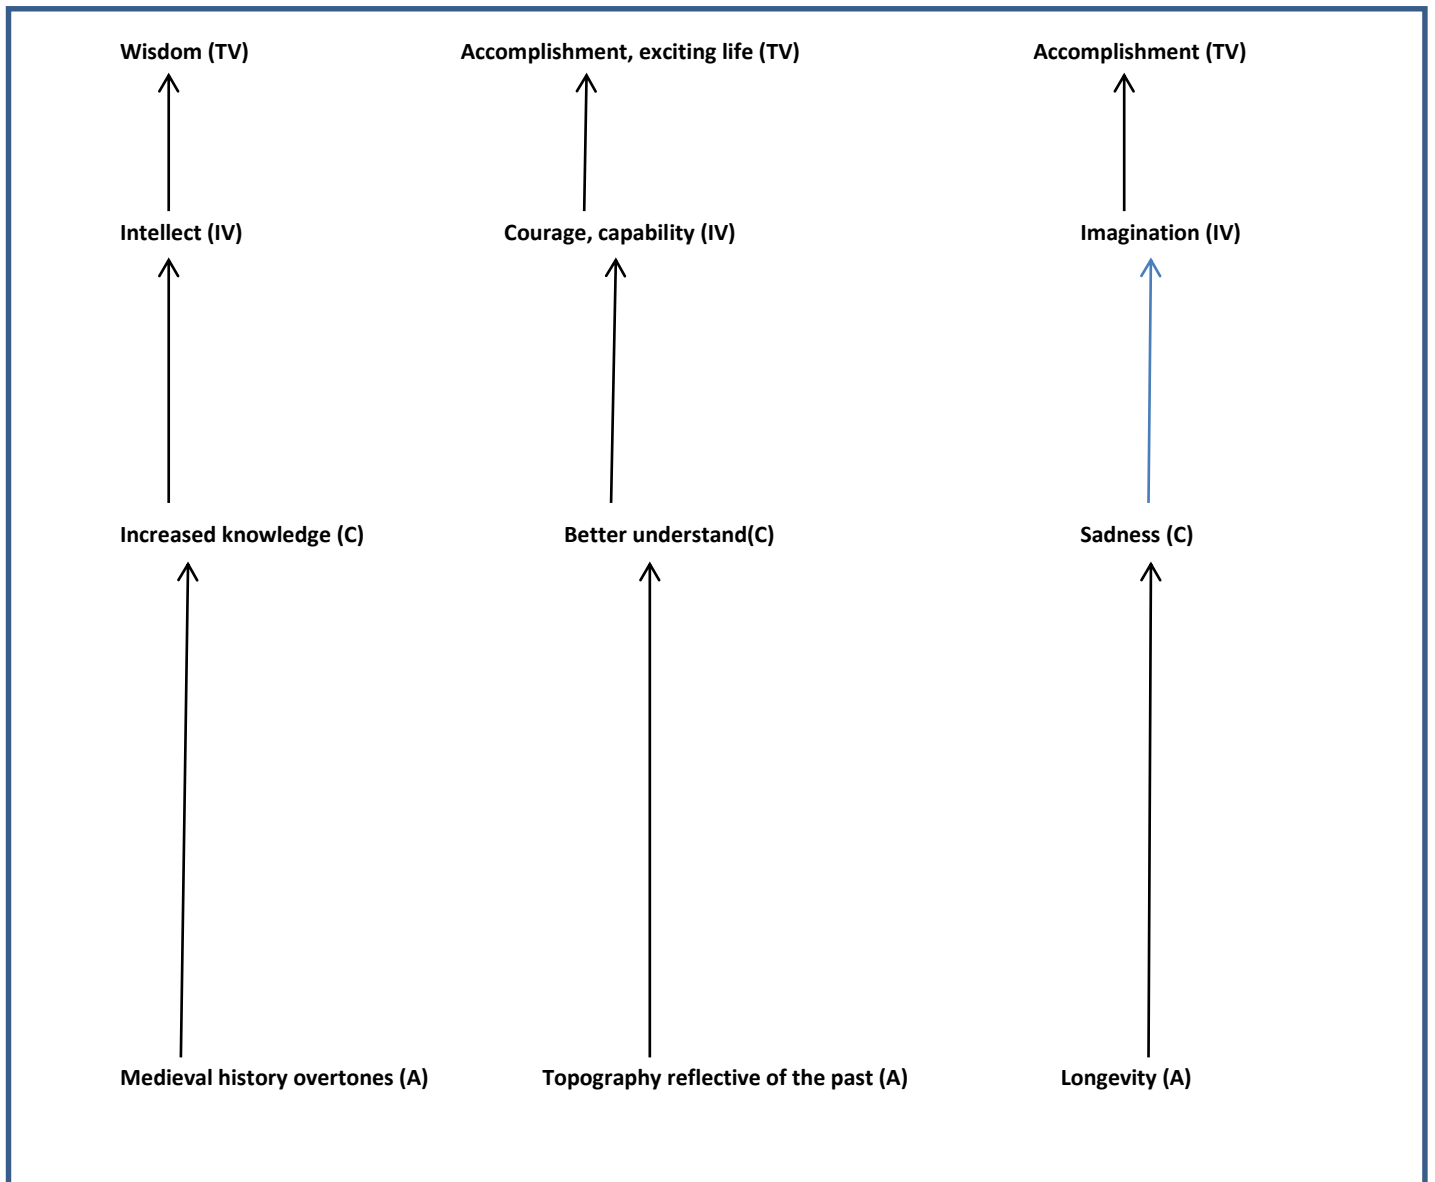 Wisdom (TV) Accomplishment, exciting life (TV) Accomplishment (TV)
Intellect (IV) Courage, capability (IV) Imagination (IV)
Increased knowledge (C) Better understand(C) Sadness (C)
Medieval history overtones (A) Topography reflective of the past (A) Longevity (A)